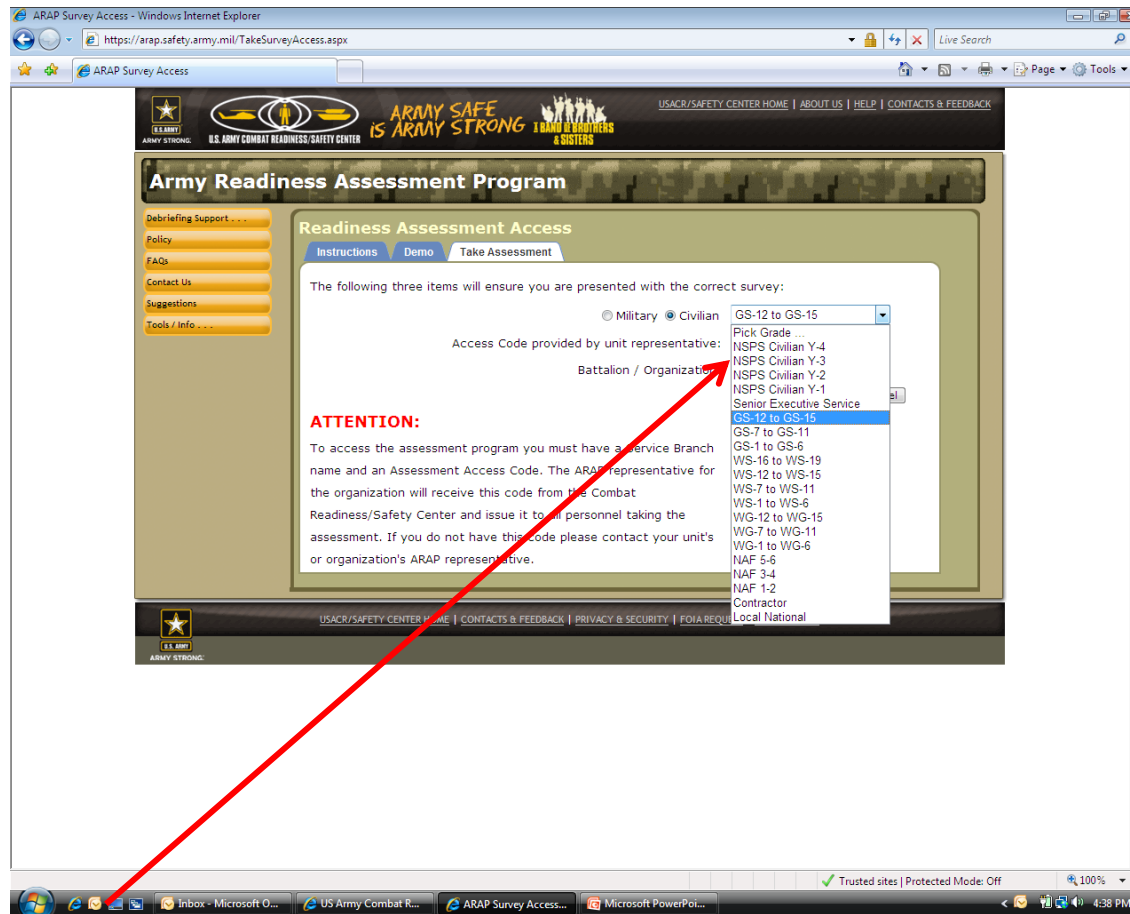 ARAP Survey Access - Windows Internet Explorer
https://arap.safety.army.mil/TakeSurveyAccess.aspx
Live Search
ARAP Survey Access
Page
Tools
U.S. ARMY
ARMY STRONG:
U.S. ARMY COMBAT READINESS/SAFETY CENTER
ARMY SAFE
IS ARMY STRONG
I BAND OF BROTHERS
& SISTERS
USACR/SAFETY CENTER HOME | ABOUT US | HELP | CONTACTS & FEEDBACK
Army Readiness Assessment Program
Debriefing Support . . .
Policy
FAQs
Contact Us
Suggestions
Tools / Info . . .
Readiness Assessment Access
Instructions
Demo
Take Assessment
The following three items will ensure you are presented with the correct survey:
Military
Civilian
GS-12 to GS-15
Access Code provided by unit representative:
Battalion / Organization
Pick Grade ...
NSPS Civilian Y-4
NSPS Civilian Y-3
NSPS Civilian Y-2
NSPS Civilian Y-1
Senior Executive Service
GS-12 to GS-15
GS-7 to GS-11
GS-1 to GS-6
WS-16 to WS-19
WS-12 to WS-15
WS-7 to WS-11
WS-1 to WS-6
WG-12 to WG-15
WG-7 to WG-11
WG-1 to WG-6
NAF 5-6
NAF 3-4
NAF 1-2
Contractor
Local National
ATTENTION:
To access the assessment program you must have a Service Branch
name and an Assessment Access Code. The ARAP representative for
the organization will receive this code from the Combat
Readiness/Safety Center and issue it to all personnel taking the
assessment. If you do not have this code please contact your unit's
or organization's ARAP representative.
U.S. ARMY
ARMY STRONG:
USACR/SAFETY CENTER HOME | CONTACTS & FEEDBACK | PRIVACY & SECURITY | FOIA REQU
Trusted sites | Protected Mode: Off
100%
Inbox - Microsoft O...
US Army Combat R...
ARAP Survey Access...
Microsoft PowerPoi...
4:38 PM